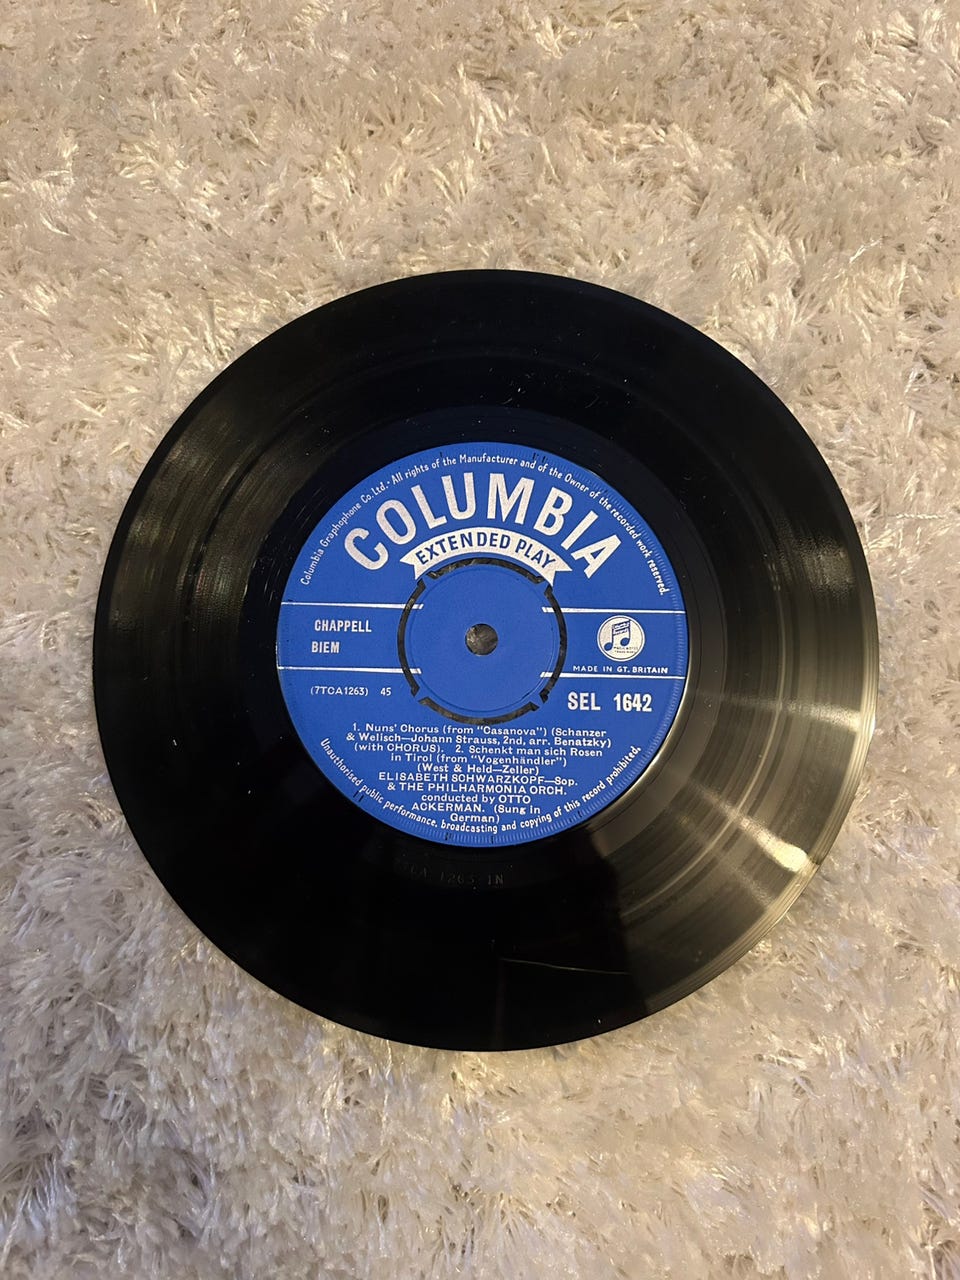 Columbia Graphophone Co. Ltd. · All rights of the Manufacturer and of the Owner of the recorded work reserved.
COLUMBIA
EXTENDED PLAY
CHAPPELL
BIEM
MADE IN GT. BRITAIN
(7TCA1263) 45
SEL 1642
1. Nuns' Chorus (from "Casanova") (Schanzer
& Welisch—Johann Strauss, 2nd, arr. Benatzky)
(with CHORUS). 2. Schenkt man sich Rosen
in Tirol (from "Vogenhändler")
(West & Held—Zeller)
ELISABETH SCHWARZKOPF—Sop.
& THE PHILHARMONIA ORCH.
conducted by OTTO
ACKERMAN. (Sung in
German)
Unauthorised public performance, broadcasting and copying of this record prohibited.
1263 1N